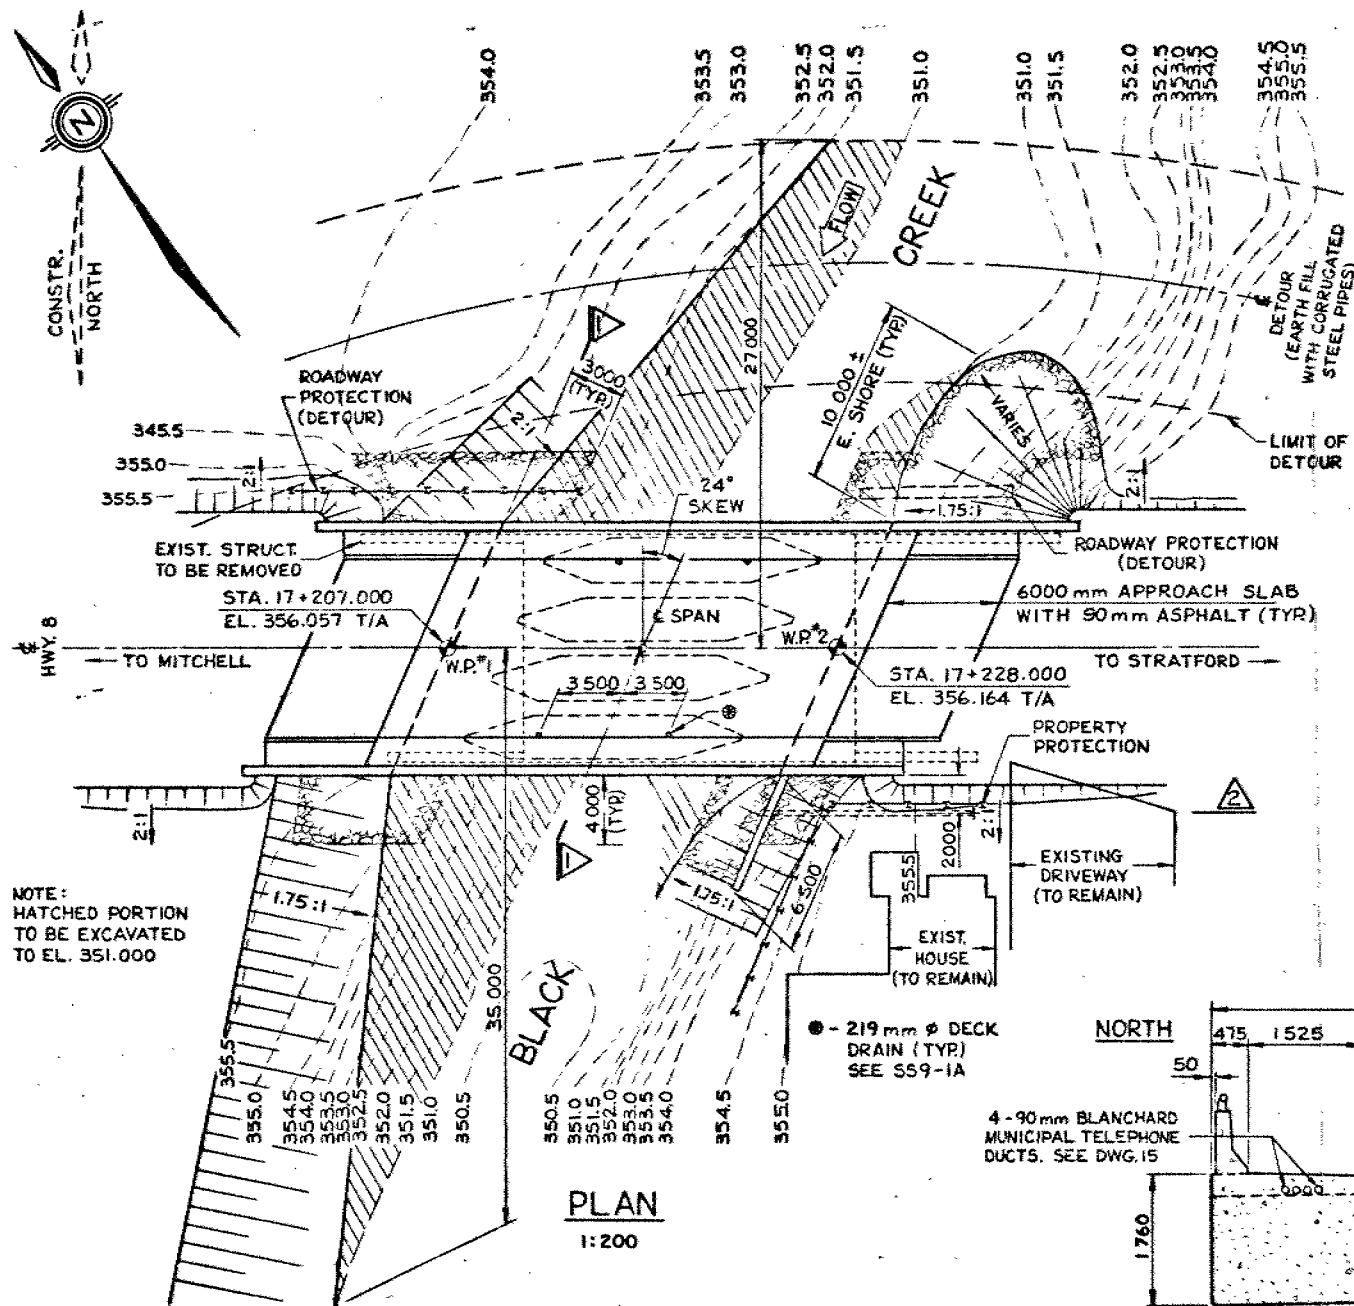 354.0
353.5
353.0
352.5
352.0
351.5
351.0
351.0
351.5
352.0
352.5
353.0
353.5
354.0
354.5
355.0
355.5
N
CONSTR.
NORTH
FLOW
CREEK
27 000
DETOUR
(EARTH FILL
WITH CORRUGATED
STEEL PIPES)
LIMIT OF
DETOUR
ROADWAY
PROTECTION
(DETOUR)
1
3000
(TYP.)
2:1
10 000 ±
E. SHORE (TYP.)
VARIES
345.5
355.0
355.5
2:1
2:1
24°
SKEW
1.75:1
ROADWAY PROTECTION
(DETOUR)
EXIST. STRUCT.
TO BE REMOVED
6000 mm APPROACH SLAB
WITH 90mm ASPHALT (TYP.)
STA. 17+207.000
EL. 356.057 T/A
℄ SPAN
W.P.#1
W.P.#2
℄ HWY. 8
TO MITCHELL
TO STRATFORD
3 500 3 500
STA. 17+228.000
EL. 356.164 T/A
PROPERTY
PROTECTION
2:1
4000
(TYP.)
1
2
355.5
2000
2:1
EXISTING
DRIVEWAY
(TO REMAIN)
NOTE:
HATCHED PORTION
TO BE EXCAVATED
TO EL. 351.000
1.75:1
1.75:1
6 500
EXIST.
HOUSE
(TO REMAIN)
35 000
BLACK
⊛ - 219 mm ø DECK
DRAIN (TYP.)
SEE SS9-1A
355.5
355.0
354.5
354.0
353.5
353.0
352.5
352.0
351.5
351.0
350.5
350.5
351.0
351.5
352.0
353.0
353.5
354.0
354.5
355.0
PLAN
1:200
NORTH
475 1525
50
4-90mm BLANCHARD
MUNICIPAL TELEPHONE
DUCTS. SEE DWG. 15
1760